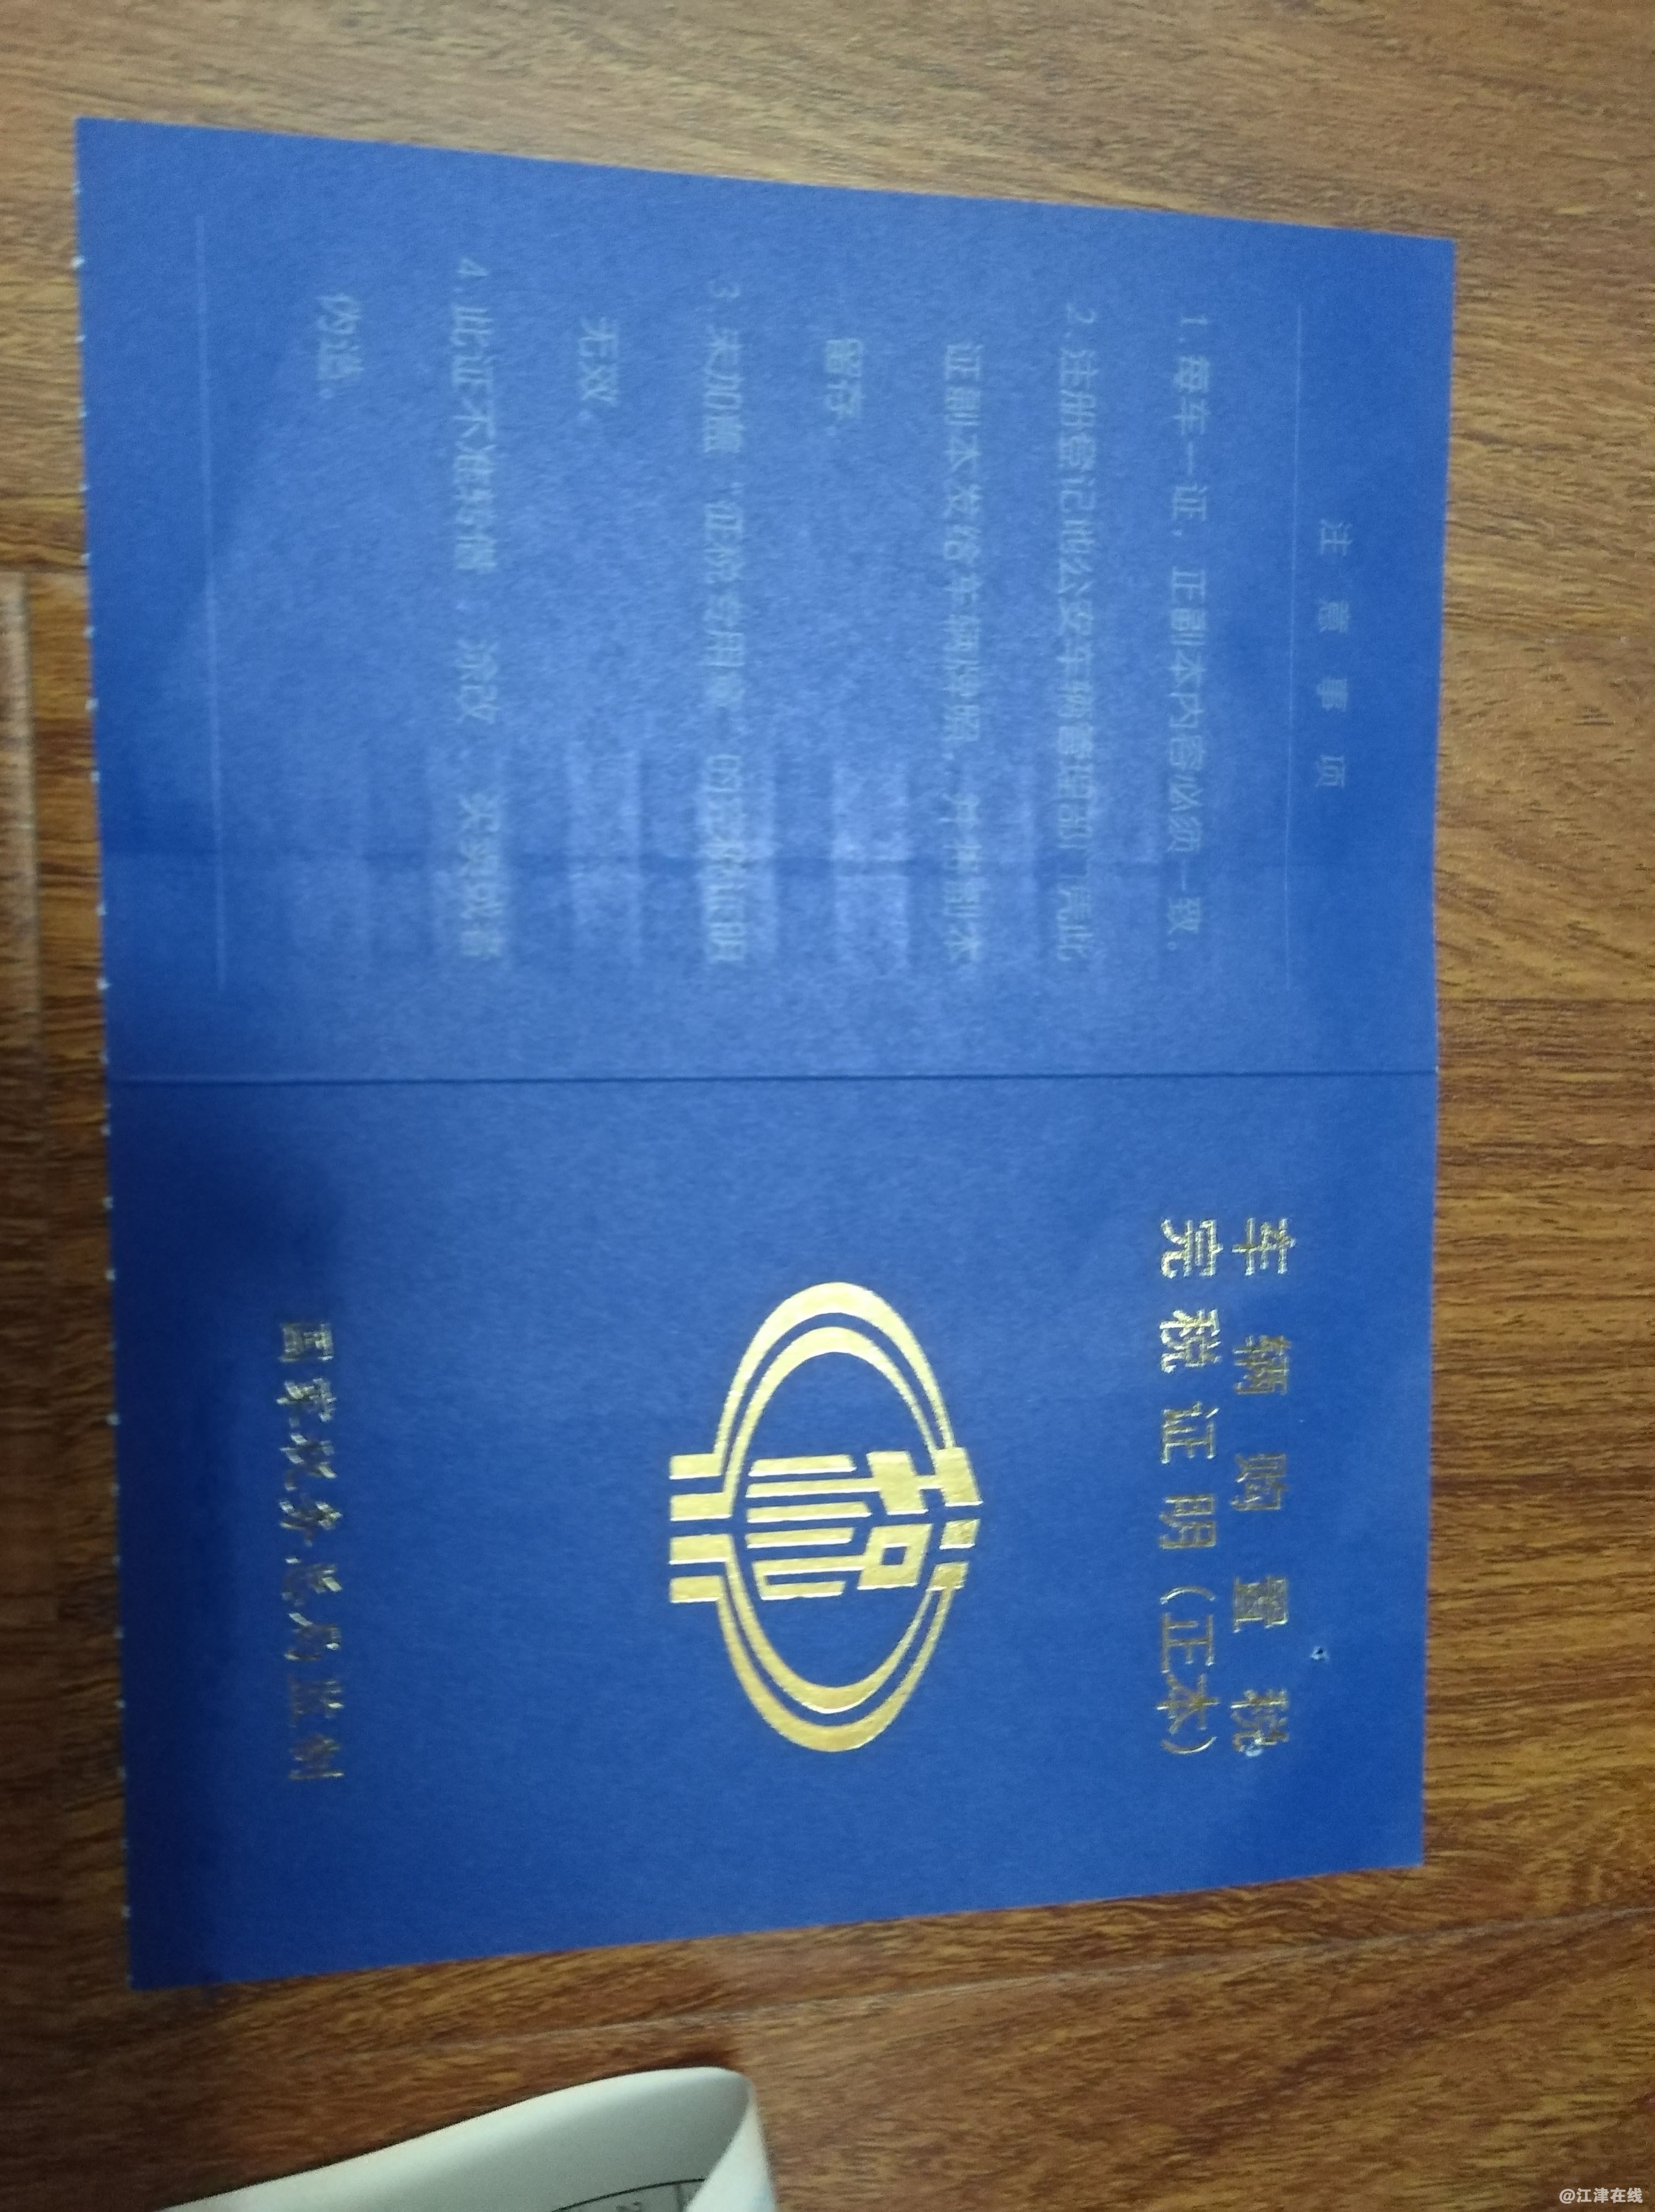 注意事项
1. 每车一证，正副本内容必须一致。
2. 注册登记地公安车辆管理部门凭此
证副本发给车辆牌照，并将副本
留存。
3. 未加盖“征税专用章”的完税证明
无效。
4. 此证不准转借、涂改、买卖或者
伪造。
车辆购置税
完税证明（正本）
税
国家税务总局监制
@江津在线